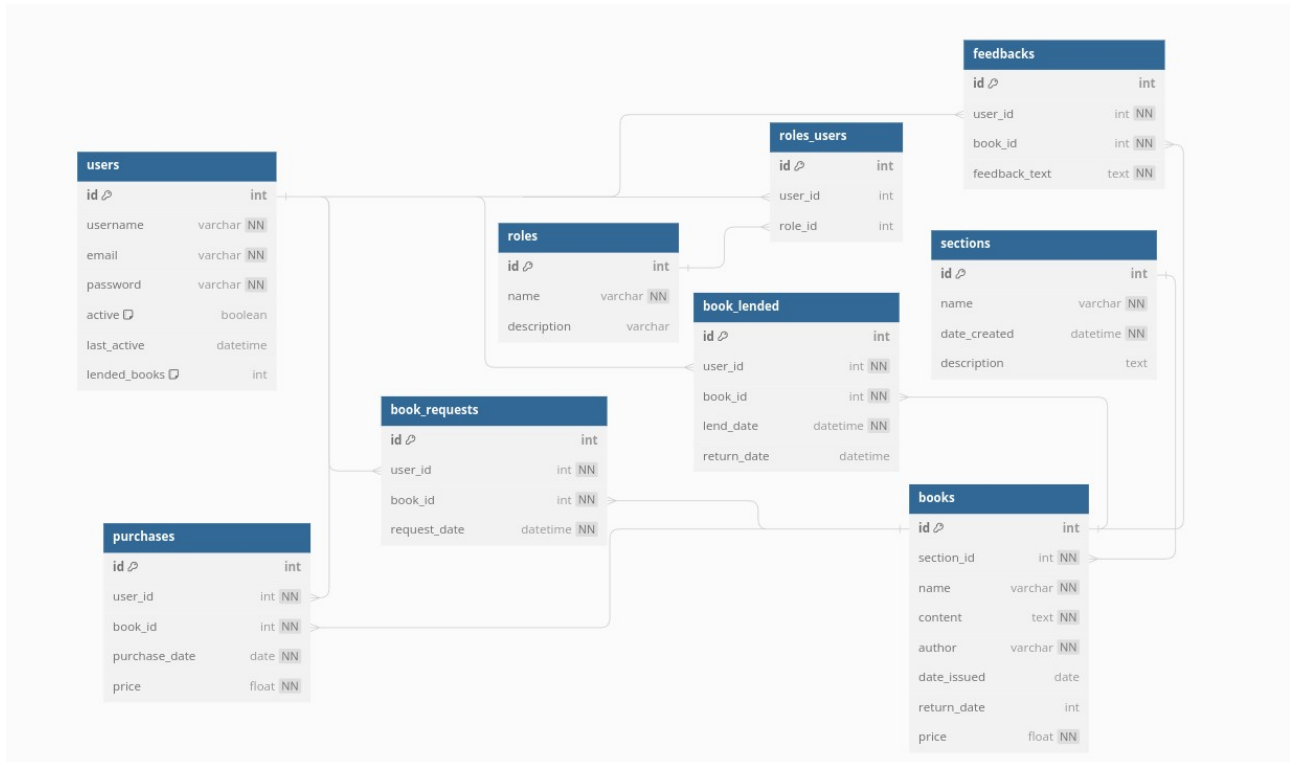 users
id int
username varchar NN
email varchar NN
password varchar NN
active boolean
last_active datetime
lended_books int
purchases
id int
user_id int NN
book_id int NN
purchase_date date NN
price float NN
book_requests
id int
user_id int NN
book_id int NN
request_date datetime NN
roles
id int
name varchar NN
description varchar
roles_users
id int
user_id int
role_id int
book_lended
id int
user_id int NN
book_id int NN
lend_date datetime NN
return_date datetime
feedbacks
id int
user_id int NN
book_id int NN
feedback_text text NN
sections
id int
name varchar NN
date_created datetime NN
description text
books
id int
section_id int NN
name varchar NN
content text NN
author varchar NN
date_issued date
return_date int
price float NN